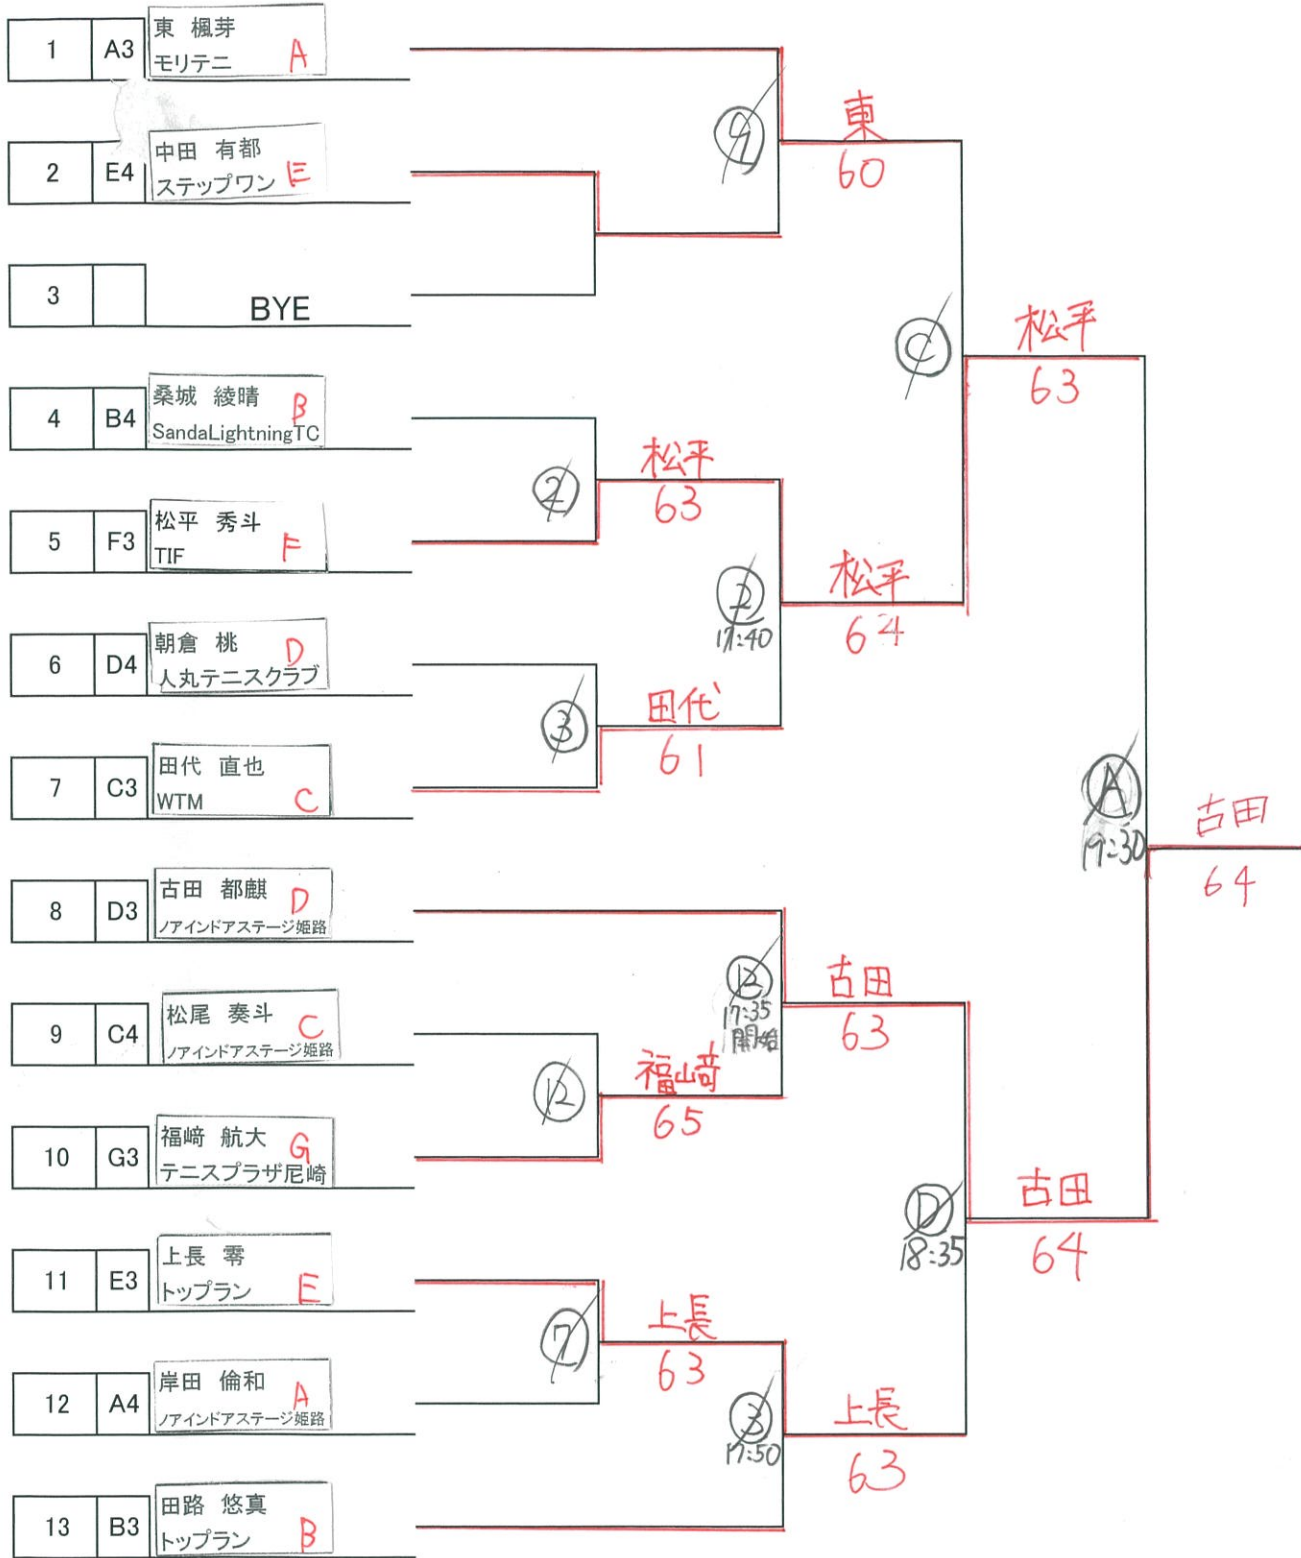 1 A3 東 楓芽 A
モリテニ
2 E4 中田 有都
ステップワン E
3 BYE
4 B4 桑城 綾晴 B
SandaLightningTC
5 F3 松平 秀斗 F
TIF
6 D4 朝倉 桃 D
人丸テニスクラブ
7 C3 田代 直也
WTM C
8 D3 古田 都麒 D
ノアインドアステージ姫路
9 C4 松尾 奏斗 C
ノアインドアステージ姫路
10 G3 福﨑 航大 G
テニスプラザ尼崎
11 E3 上長 零
トップラン E
12 A4 岸田 倫和 A
ノアインドアステージ姫路
13 B3 田路 悠真
トップラン B
②
松平
63
③
田代
61
12
福崎
65
⑦
上長
63
⑨
東
60
②
17:40
松平
64
B
17:35
開始
古田
63
③
17:50
上長
63
C
松平
63
D
18:35
古田
64
A
19:30
古田
64